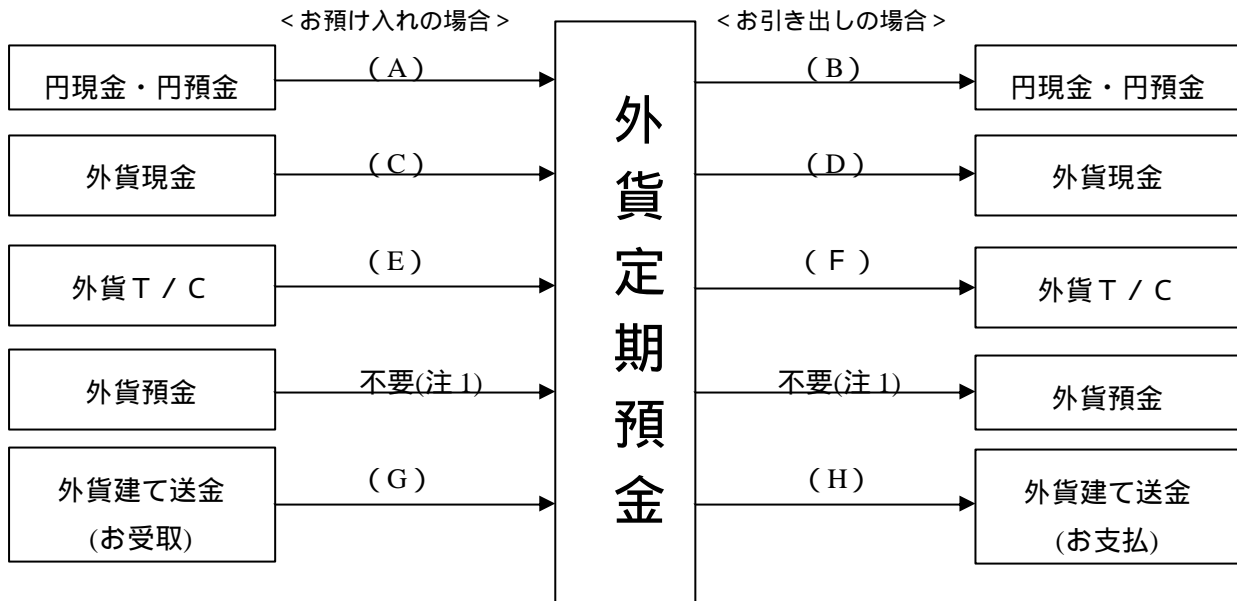 ＜お預け入れの場合＞
＜お引き出しの場合＞
円現金・円預金
（A）
（B）
円現金・円預金
外貨現金
（C）
（D）
外貨現金
外貨Ｔ／Ｃ
（E）
（Ｆ）
外貨Ｔ／Ｃ
外貨預金
不要(注1)
不要(注1)
外貨預金
外貨建て送金
(お受取)
（G）
（H）
外貨建て送金
(お支払)
外貨定期預金